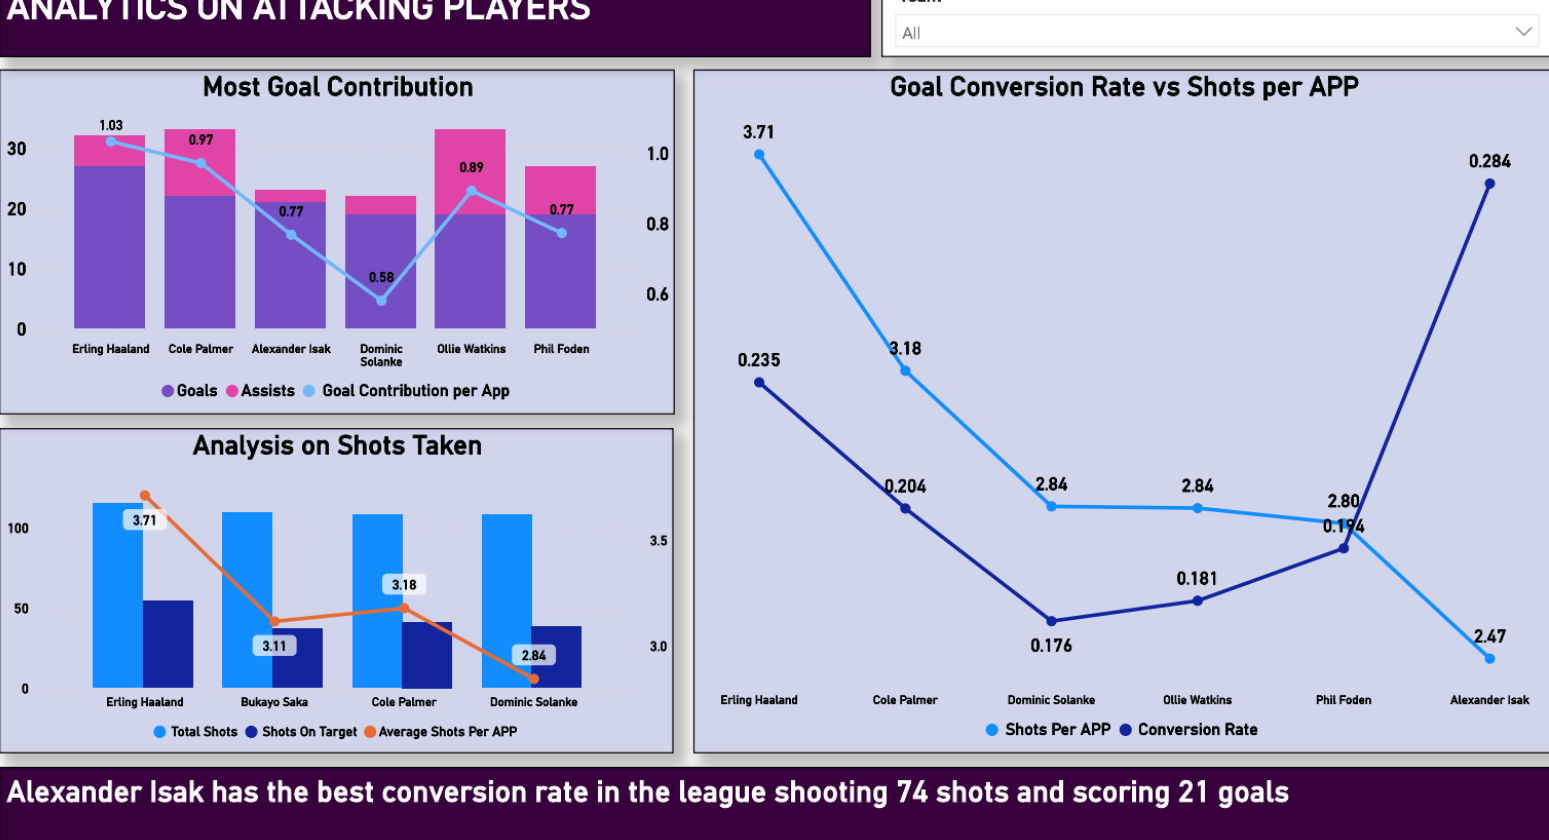 ANALYTICS ON ATTACKING PLAYERS
All
Most Goal Contribution
30
20
10
0
1.0
0.8
0.6
1.03
0.97
0.77
0.58
0.89
0.77
Erling Haaland
Cole Palmer
Alexander Isak
Dominic
Solanke
Ollie Watkins
Phil Foden
Goals Assists Goal Contribution per App
Analysis on Shots Taken
100
50
0
3.5
3.0
3.71
3.11
3.18
2.84
Erling Haaland
Bukayo Saka
Cole Palmer
Dominic Solanke
Total Shots Shots On Target Average Shots Per APP
Goal Conversion Rate vs Shots per APP
3.71
3.18
2.84
2.84
2.80
2.47
0.235
0.204
0.176
0.181
0.194
0.284
Erling Haaland
Cole Palmer
Dominic Solanke
Ollie Watkins
Phil Foden
Alexander Isak
Shots Per APP Conversion Rate
Alexander Isak has the best conversion rate in the league shooting 74 shots and scoring 21 goals